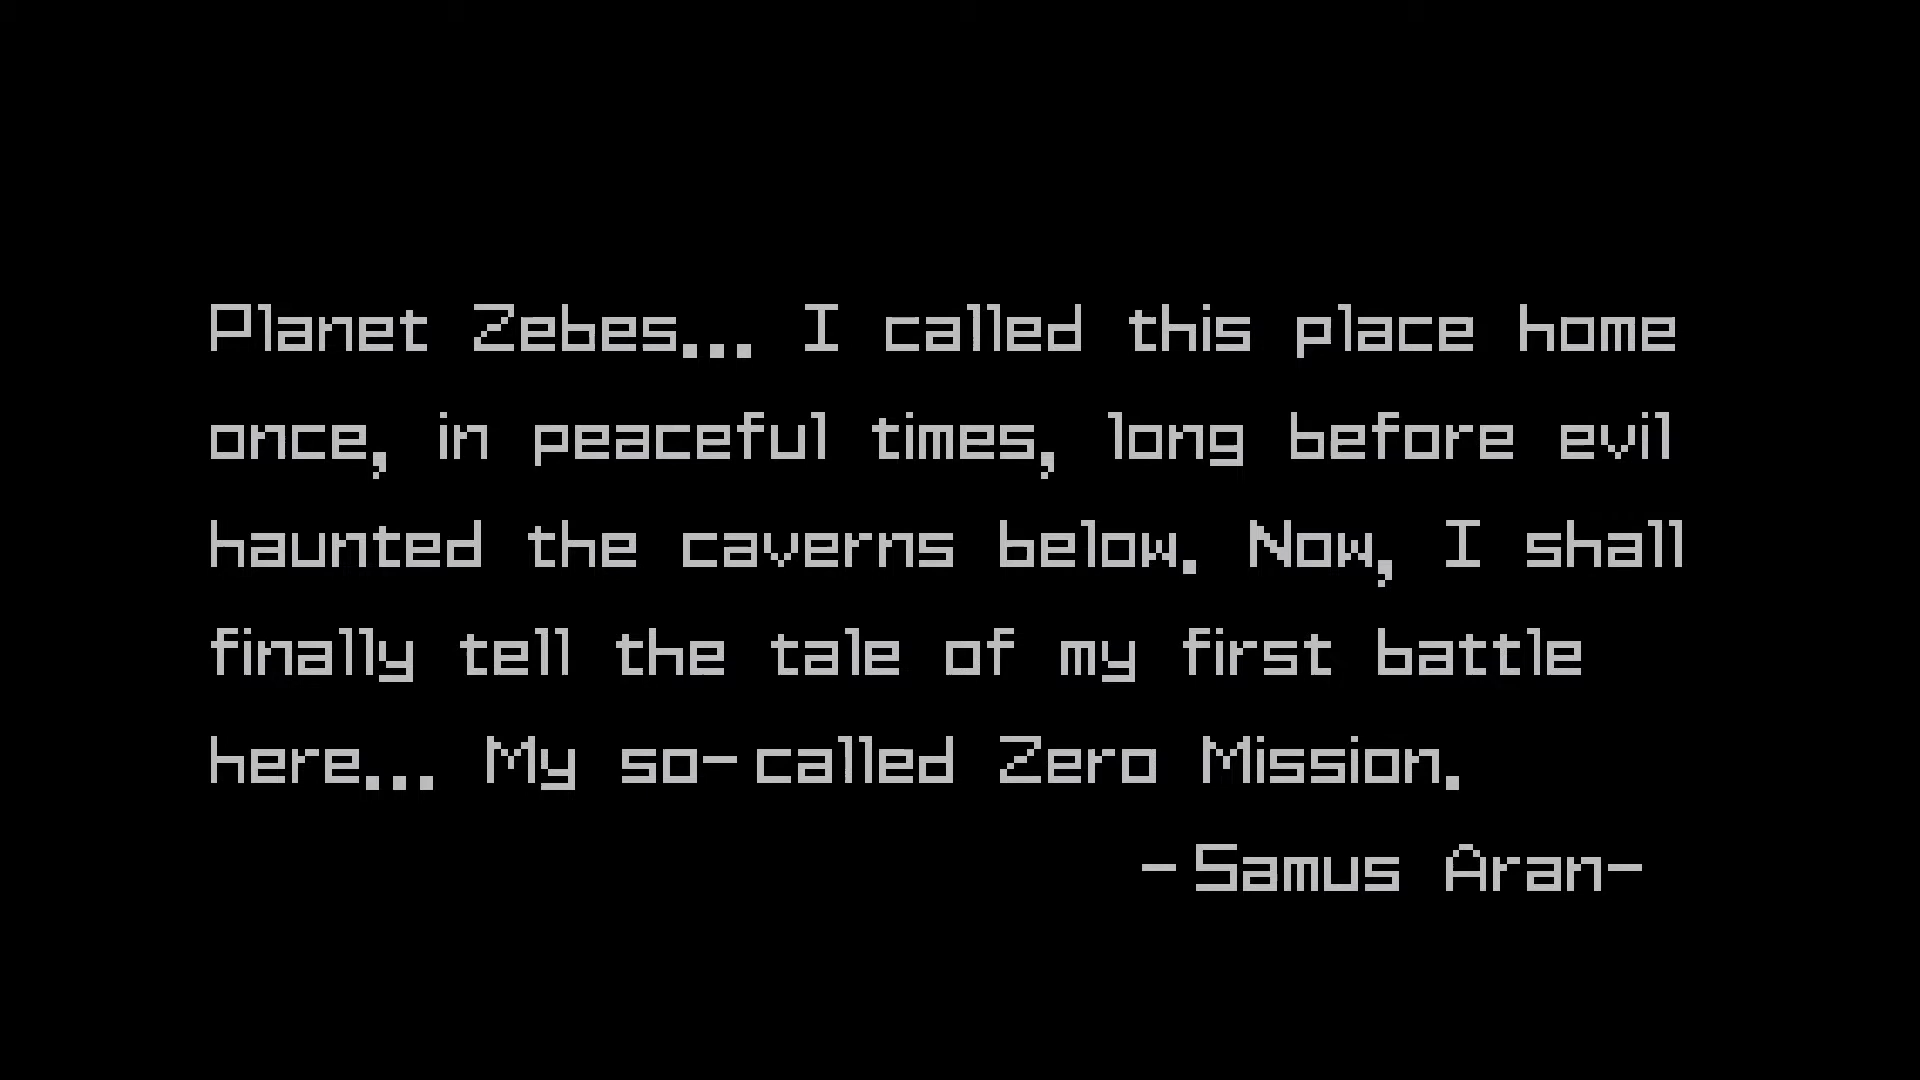 Planet Zebes... I called this place home
once, in peaceful times, long before evil
haunted the caverns below. Now, I shall
finally tell the tale of my first battle
here... My so-called Zero Mission.
-Samus Aran-